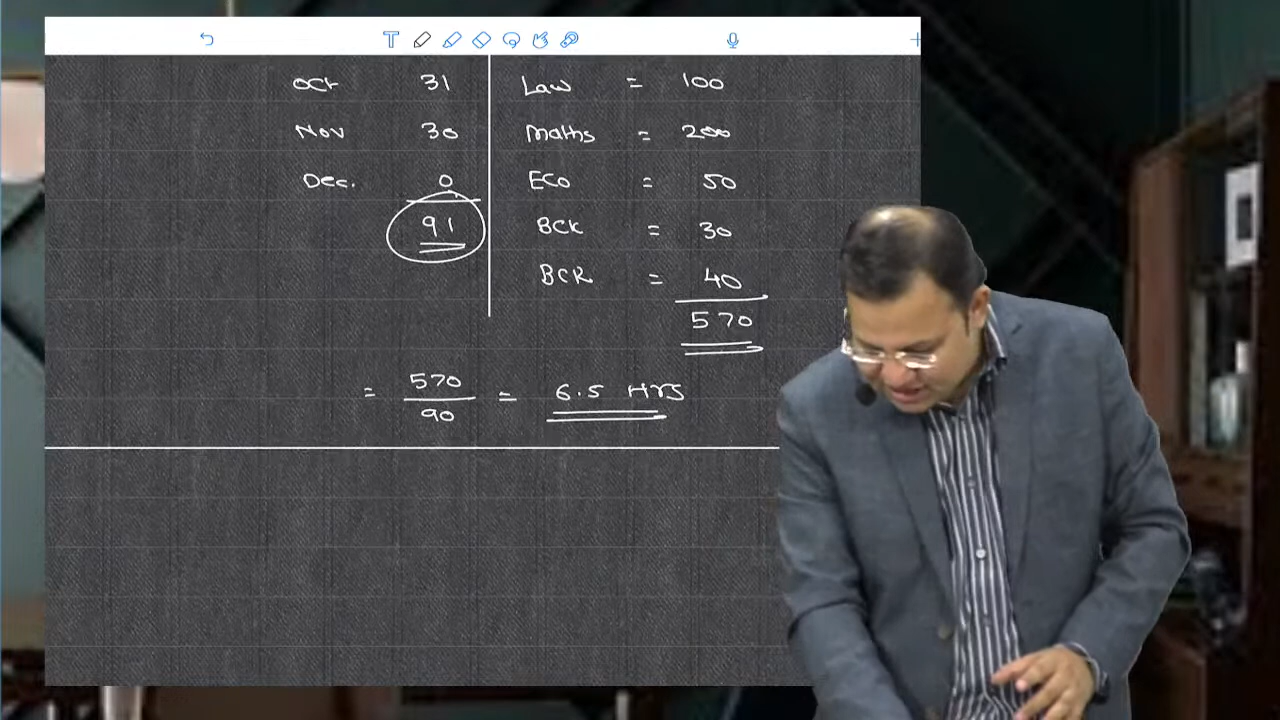 Oct 31 Law = 100
Nov 30 Maths = 200
Dec. 0 Eco = 50
91 BCK = 30
BCR = 40
570
= 570/90 = 6.5 Hrs